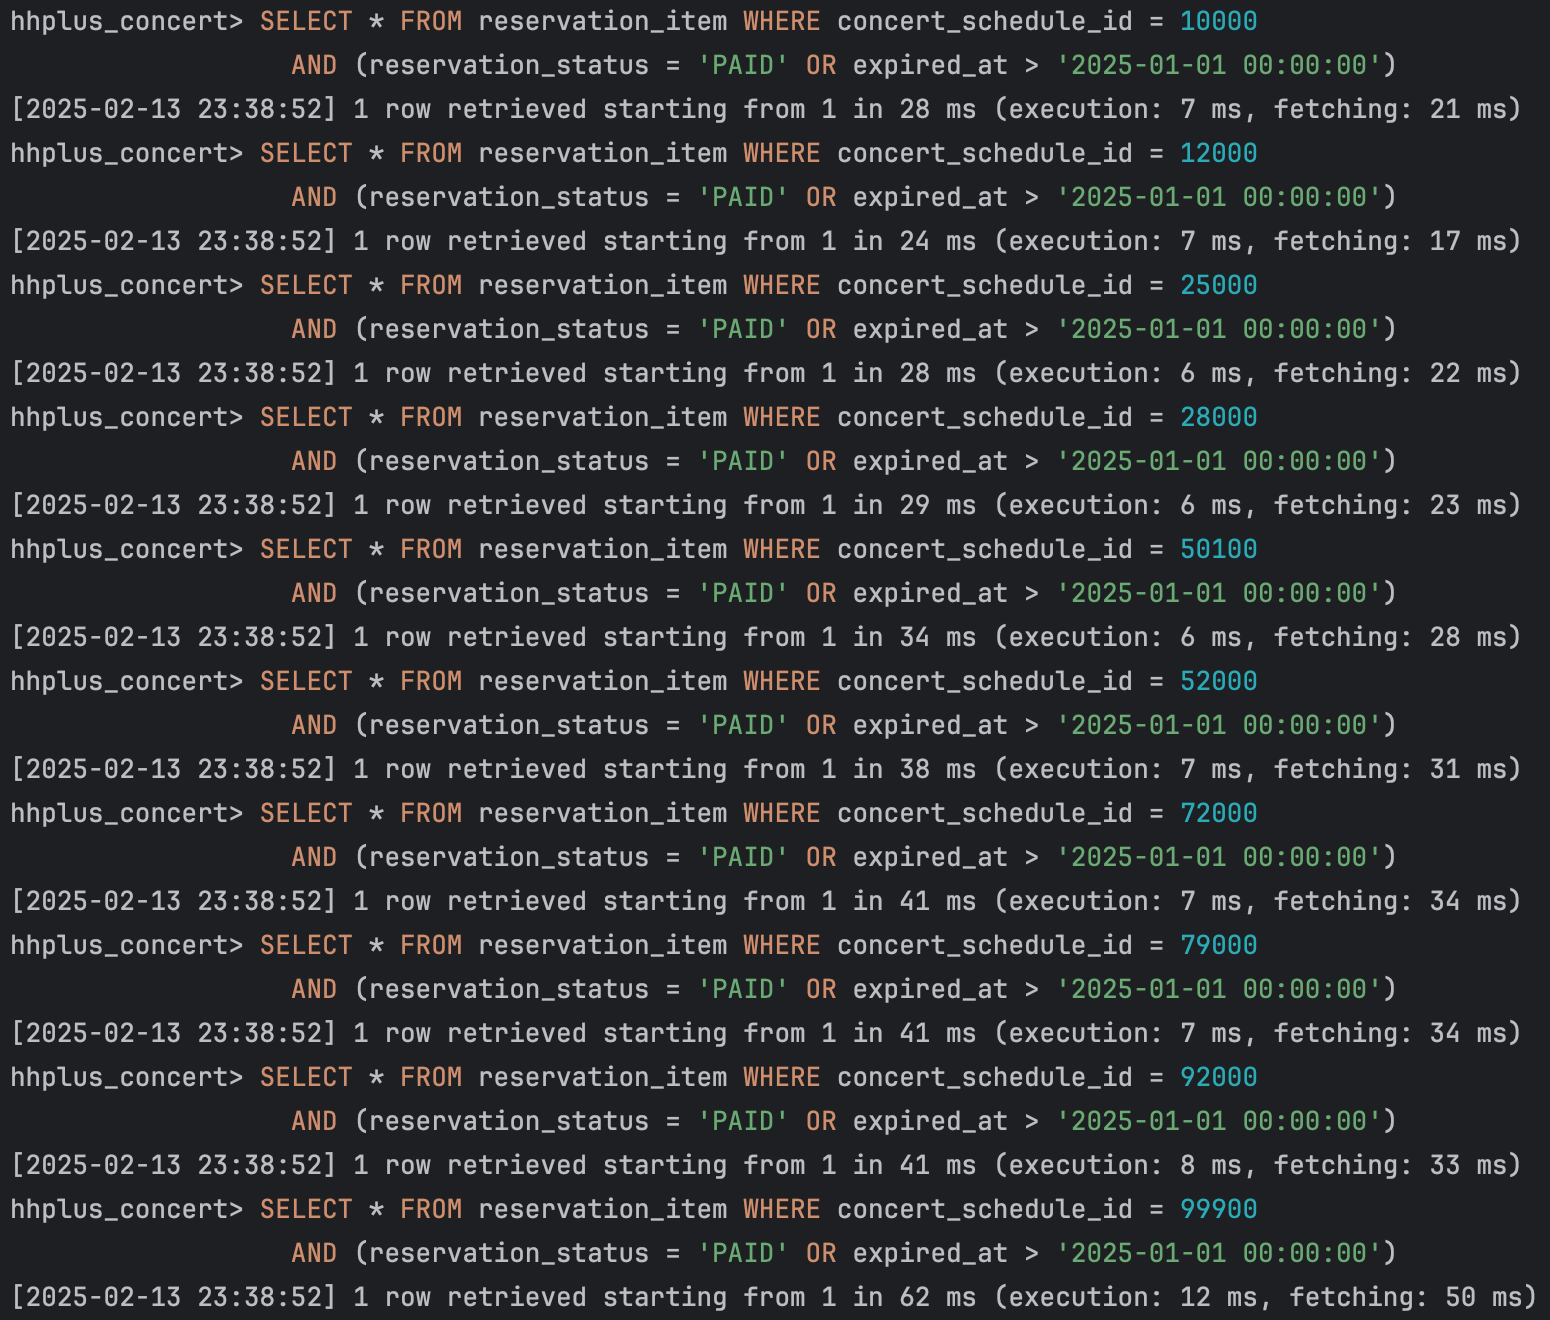 hhplus_concert> SELECT * FROM reservation_item WHERE concert_schedule_id = 10000
AND (reservation_status = 'PAID' OR expired_at > '2025-01-01 00:00:00')
[2025-02-13 23:38:52] 1 row retrieved starting from 1 in 28 ms (execution: 7 ms, fetching: 21 ms)
hhplus_concert> SELECT * FROM reservation_item WHERE concert_schedule_id = 12000
AND (reservation_status = 'PAID' OR expired_at > '2025-01-01 00:00:00')
[2025-02-13 23:38:52] 1 row retrieved starting from 1 in 24 ms (execution: 7 ms, fetching: 17 ms)
hhplus_concert> SELECT * FROM reservation_item WHERE concert_schedule_id = 25000
AND (reservation_status = 'PAID' OR expired_at > '2025-01-01 00:00:00')
[2025-02-13 23:38:52] 1 row retrieved starting from 1 in 28 ms (execution: 6 ms, fetching: 22 ms)
hhplus_concert> SELECT * FROM reservation_item WHERE concert_schedule_id = 28000
AND (reservation_status = 'PAID' OR expired_at > '2025-01-01 00:00:00')
[2025-02-13 23:38:52] 1 row retrieved starting from 1 in 29 ms (execution: 6 ms, fetching: 23 ms)
hhplus_concert> SELECT * FROM reservation_item WHERE concert_schedule_id = 50100
AND (reservation_status = 'PAID' OR expired_at > '2025-01-01 00:00:00')
[2025-02-13 23:38:52] 1 row retrieved starting from 1 in 34 ms (execution: 6 ms, fetching: 28 ms)
hhplus_concert> SELECT * FROM reservation_item WHERE concert_schedule_id = 52000
AND (reservation_status = 'PAID' OR expired_at > '2025-01-01 00:00:00')
[2025-02-13 23:38:52] 1 row retrieved starting from 1 in 38 ms (execution: 7 ms, fetching: 31 ms)
hhplus_concert> SELECT * FROM reservation_item WHERE concert_schedule_id = 72000
AND (reservation_status = 'PAID' OR expired_at > '2025-01-01 00:00:00')
[2025-02-13 23:38:52] 1 row retrieved starting from 1 in 41 ms (execution: 7 ms, fetching: 34 ms)
hhplus_concert> SELECT * FROM reservation_item WHERE concert_schedule_id = 79000
AND (reservation_status = 'PAID' OR expired_at > '2025-01-01 00:00:00')
[2025-02-13 23:38:52] 1 row retrieved starting from 1 in 41 ms (execution: 7 ms, fetching: 34 ms)
hhplus_concert> SELECT * FROM reservation_item WHERE concert_schedule_id = 92000
AND (reservation_status = 'PAID' OR expired_at > '2025-01-01 00:00:00')
[2025-02-13 23:38:52] 1 row retrieved starting from 1 in 41 ms (execution: 8 ms, fetching: 33 ms)
hhplus_concert> SELECT * FROM reservation_item WHERE concert_schedule_id = 99900
AND (reservation_status = 'PAID' OR expired_at > '2025-01-01 00:00:00')
[2025-02-13 23:38:52] 1 row retrieved starting from 1 in 62 ms (execution: 12 ms, fetching: 50 ms)